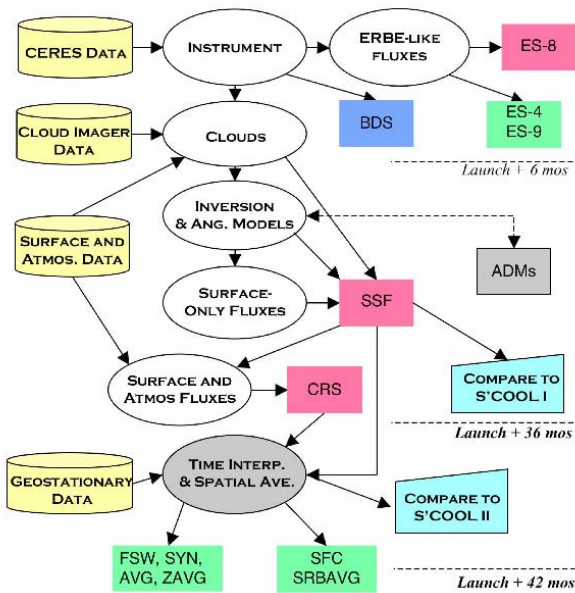 CERES DATA
INSTRUMENT
ERBE-LIKE
FLUXES
ES-8
CLOUD IMAGER
DATA
CLOUDS
BDS
ES-4
ES-9
Launch + 6 mos
INVERSION
& ANG. MODELS
SURFACE AND
ATMOS. DATA
ADMs
SURFACE-
ONLY FLUXES
SSF
SURFACE AND
ATMOS FLUXES
CRS
COMPARE TO
S'COOL I
Launch + 36 mos
GEOSTATIONARY
DATA
TIME INTERP.
& SPATIAL AVE.
COMPARE TO
S'COOL II
FSW, SYN,
AVG, ZAVG
SFC
SRBAVG
Launch + 42 mos